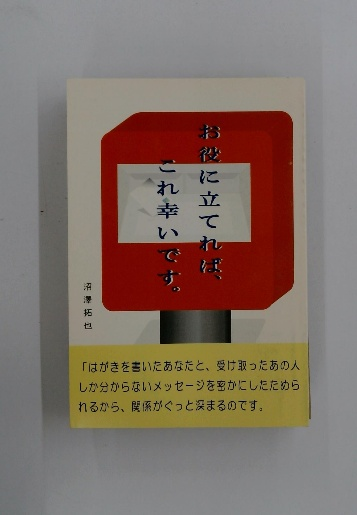 お役に立てれば、
これ幸いです。
沼澤拓也
「はがきを書いたあなたと、受け取ったあの人
しか分からないメッセージを密かにしたためら
れるから、関係がぐっと深まるのです。